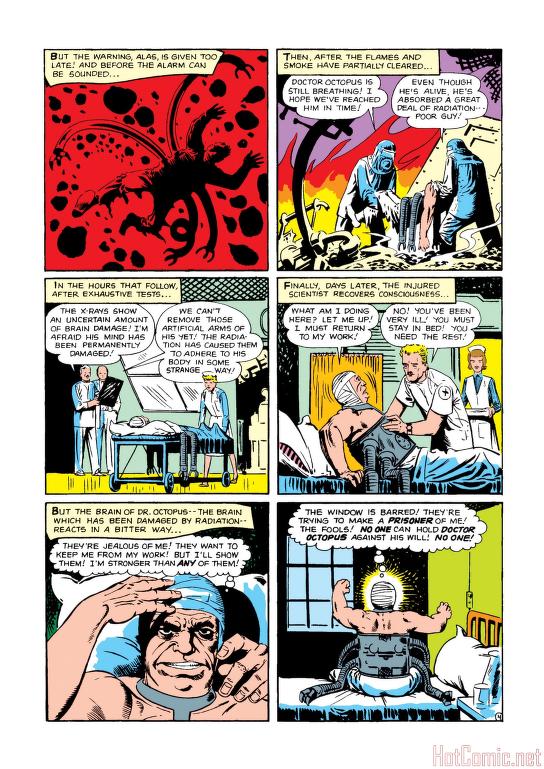 BUT THE WARNING, ALAS, IS GIVEN TOO
LATE! AND BEFORE THE ALARM CAN
BE SOUNDED...
THEN, AFTER THE FLAMES AND
SMOKE HAVE PARTIALLY CLEARED...
DOCTOR OCTOPUS IS
STILL BREATHING! I
HOPE WE'VE REACHED
HIM IN TIME!
EVEN THOUGH
HE'S ALIVE, HE'S
ABSORBED A GREAT
DEAL OF RADIATION--
POOR GUY!
IN THE HOURS THAT FOLLOW,
AFTER EXHAUSTIVE TESTS...
THE X-RAYS SHOW
AN UNCERTAIN AMOUNT
OF BRAIN DAMAGE! I'M
AFRAID HIS MIND HAS
BEEN PERMANENTLY
DAMAGED!
WE CAN'T
REMOVE THOSE
ARTIFICIAL ARMS OF
HIS YET! THE RADIA-
TION HAS CAUSED THEM
TO ADHERE TO HIS
BODY IN SOME
STRANGE WAY!
FINALLY, DAYS LATER, THE INJURED
SCIENTIST RECOVERS CONSCIOUSNESS...
WHAT AM I DOING
HERE? LET ME UP!
I MUST RETURN
TO MY WORK!
NO! YOU'VE BEEN
VERY ILL! YOU MUST
STAY IN BED! YOU
NEED THE REST!
BUT THE BRAIN OF DR. OCTOPUS--THE BRAIN
WHICH HAS BEEN DAMAGED BY RADIATION--
REACTS IN A BITTER WAY...
THEY'RE JEALOUS OF ME! THEY WANT TO
KEEP ME FROM MY WORK! BUT I'LL SHOW
THEM! I'M STRONGER THAN ANY OF THEM!
THE WINDOW IS BARRED! THEY'RE
TRYING TO MAKE A PRISONER OF ME!
THE FOOLS! NO ONE CAN HOLD DOCTOR
OCTOPUS AGAINST HIS WILL! NO ONE!
4
HotComic.net